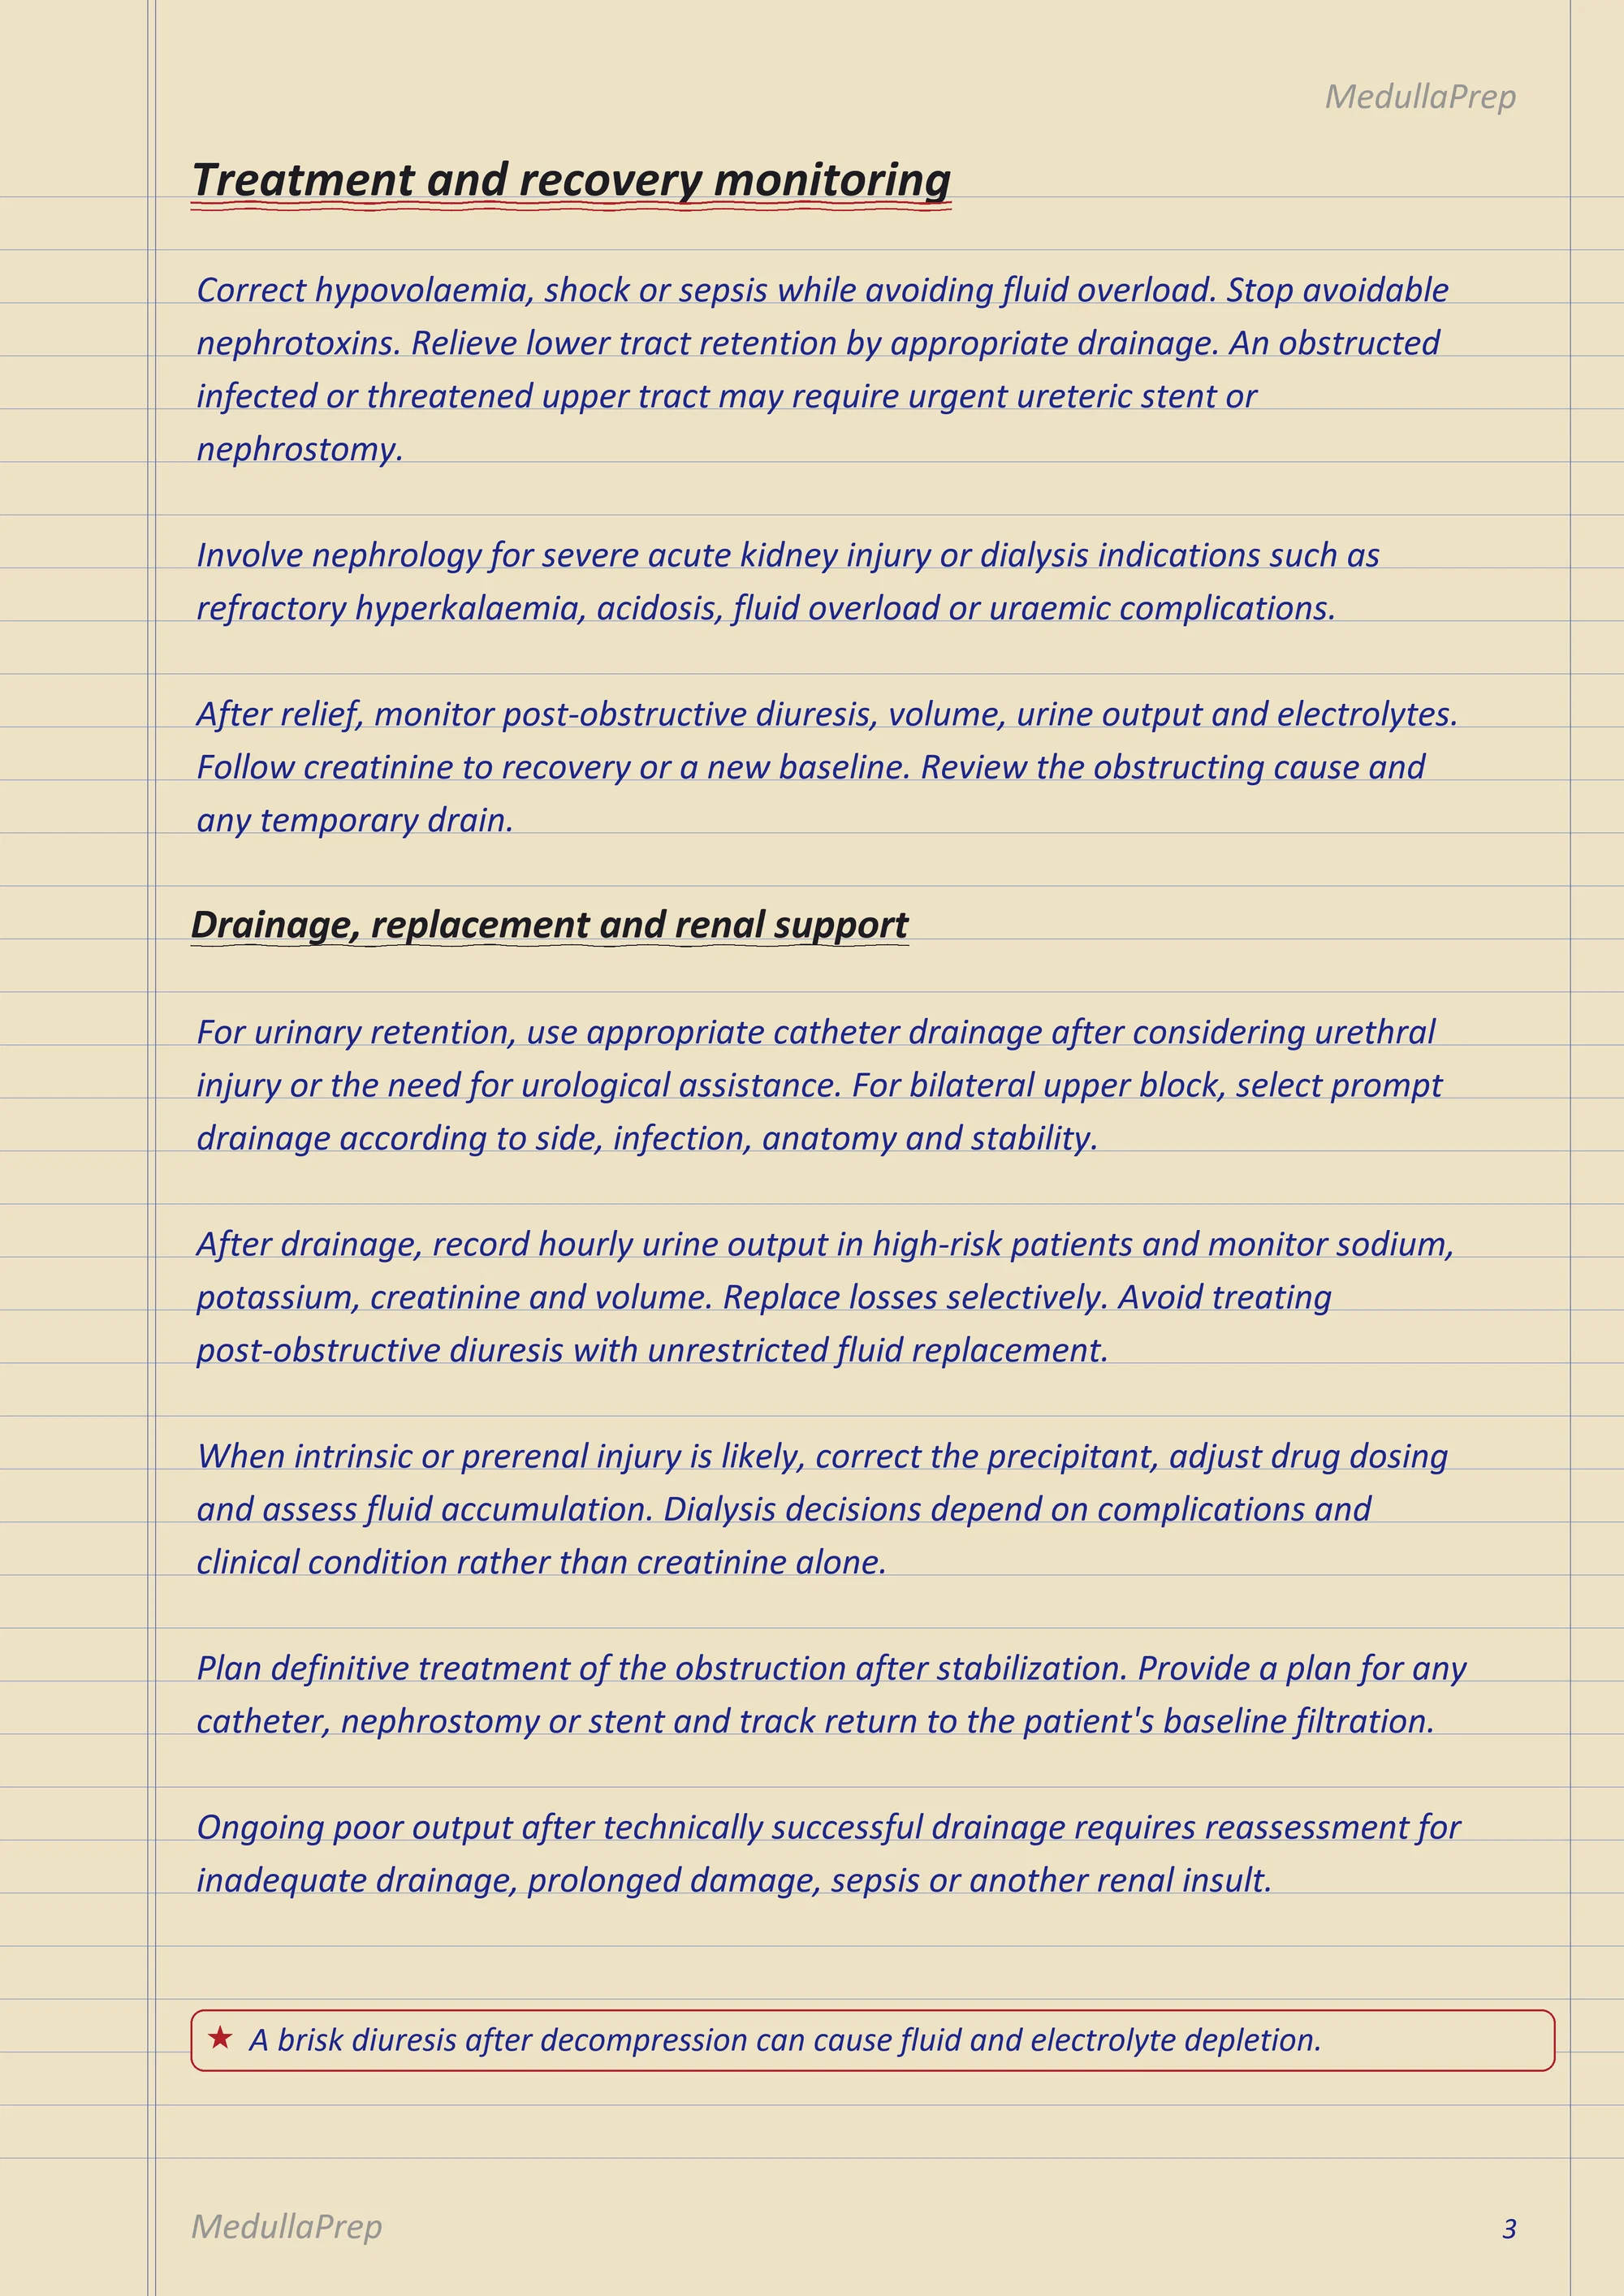 MedullaPrep
Treatment and recovery monitoring
Correct hypovolaemia, shock or sepsis while avoiding fluid overload. Stop avoidable
nephrotoxins. Relieve lower tract retention by appropriate drainage. An obstructed
infected or threatened upper tract may require urgent ureteric stent or
nephrostomy.
Involve nephrology for severe acute kidney injury or dialysis indications such as
refractory hyperkalaemia, acidosis, fluid overload or uraemic complications.
After relief, monitor post-obstructive diuresis, volume, urine output and electrolytes.
Follow creatinine to recovery or a new baseline. Review the obstructing cause and
any temporary drain.
Drainage, replacement and renal support
For urinary retention, use appropriate catheter drainage after considering urethral
injury or the need for urological assistance. For bilateral upper block, select prompt
drainage according to side, infection, anatomy and stability.
After drainage, record hourly urine output in high-risk patients and monitor sodium,
potassium, creatinine and volume. Replace losses selectively. Avoid treating
post-obstructive diuresis with unrestricted fluid replacement.
When intrinsic or prerenal injury is likely, correct the precipitant, adjust drug dosing
and assess fluid accumulation. Dialysis decisions depend on complications and
clinical condition rather than creatinine alone.
Plan definitive treatment of the obstruction after stabilization. Provide a plan for any
catheter, nephrostomy or stent and track return to the patient's baseline filtration.
Ongoing poor output after technically successful drainage requires reassessment for
inadequate drainage, prolonged damage, sepsis or another renal insult.
★ A brisk diuresis after decompression can cause fluid and electrolyte depletion.
MedullaPrep
3